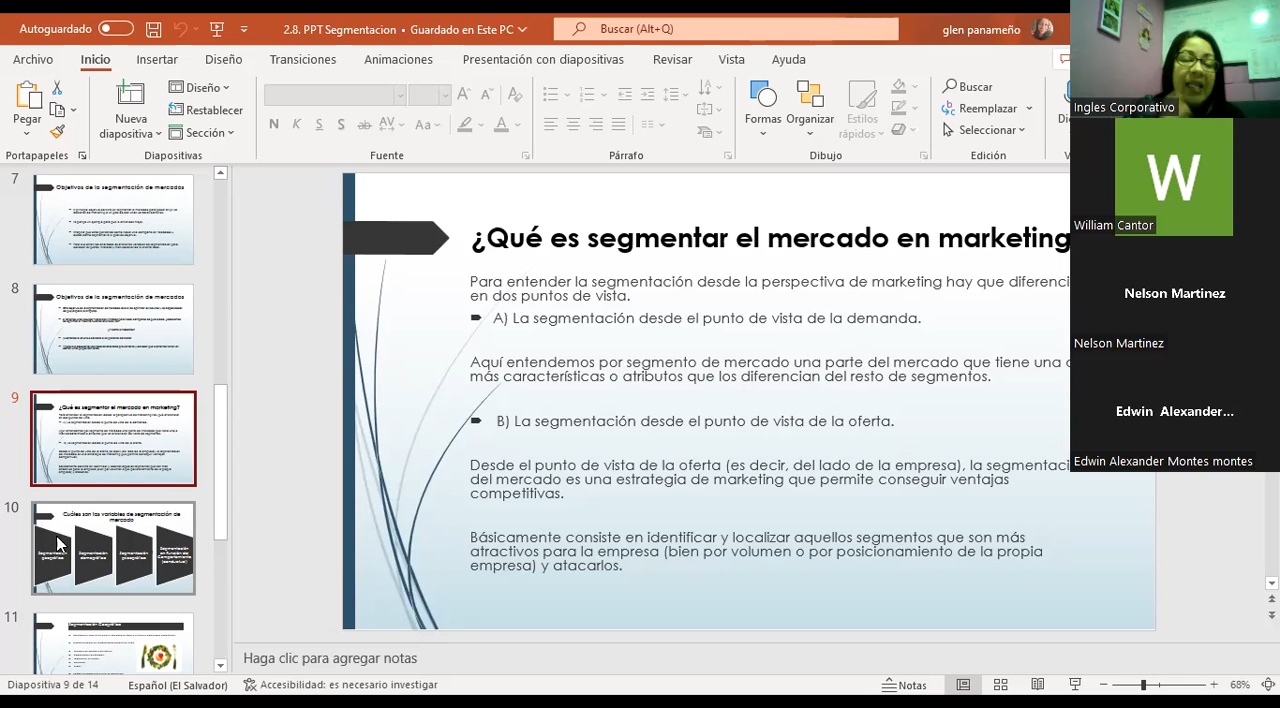 Autoguardado
2.8. PPT Segmentacion • Guardado en Este PC
Buscar (Alt+Q)
glen panameño
Archivo Inicio Insertar Diseño Transiciones Animaciones Presentación con diapositivas Revisar Vista Ayuda
Pegar
Nueva diapositiva
Diseño
Restablecer
Sección
N K S S ab AV Aa A
Formas
Organizar
Estilos rápidos
Buscar
Reemplazar
Seleccionar
Portapapeles Diapositivas Fuente Párrafo Dibujo Edición
7
Objetivos de la segmentación de mercados
8
Objetivos de la segmentación de mercados
9
¿Qué es segmentar el mercado en marketing?
10
Cuáles son las variables de segmentación de mercado
11
Segmentación Geográfica
¿Qué es segmentar el mercado en marketing
Para entender la segmentación desde la perspectiva de marketing hay que diferenci
en dos puntos de vista.
A) La segmentación desde el punto de vista de la demanda.
Aquí entendemos por segmento de mercado una parte del mercado que tiene una o
más características o atributos que los diferencian del resto de segmentos.
B) La segmentación desde el punto de vista de la oferta.
Desde el punto de vista de la oferta (es decir, del lado de la empresa), la segmentaci
del mercado es una estrategia de marketing que permite conseguir ventajas
competitivas.
Básicamente consiste en identificar y localizar aquellos segmentos que son más
atractivos para la empresa (bien por volumen o por posicionamiento de la propia
empresa) y atacarlos.
Haga clic para agregar notas
Diapositiva 9 de 14
Español (El Salvador)
Accesibilidad: es necesario investigar
Notas
68%
Ingles Corporativo
W
William Cantor
Nelson Martinez
Nelson Martinez
Edwin Alexander...
Edwin Alexander Montes montes